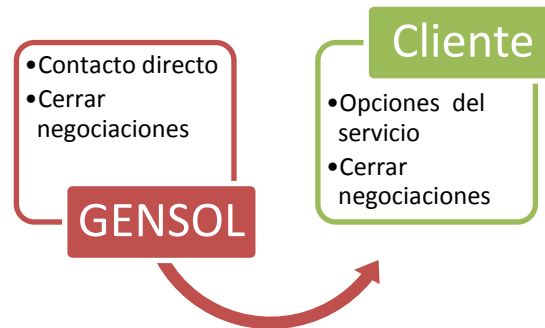 •Contacto directo
•Cerrar
negociaciones
GENSOL
Cliente
•Opciones del
servicio
•Cerrar
negociaciones